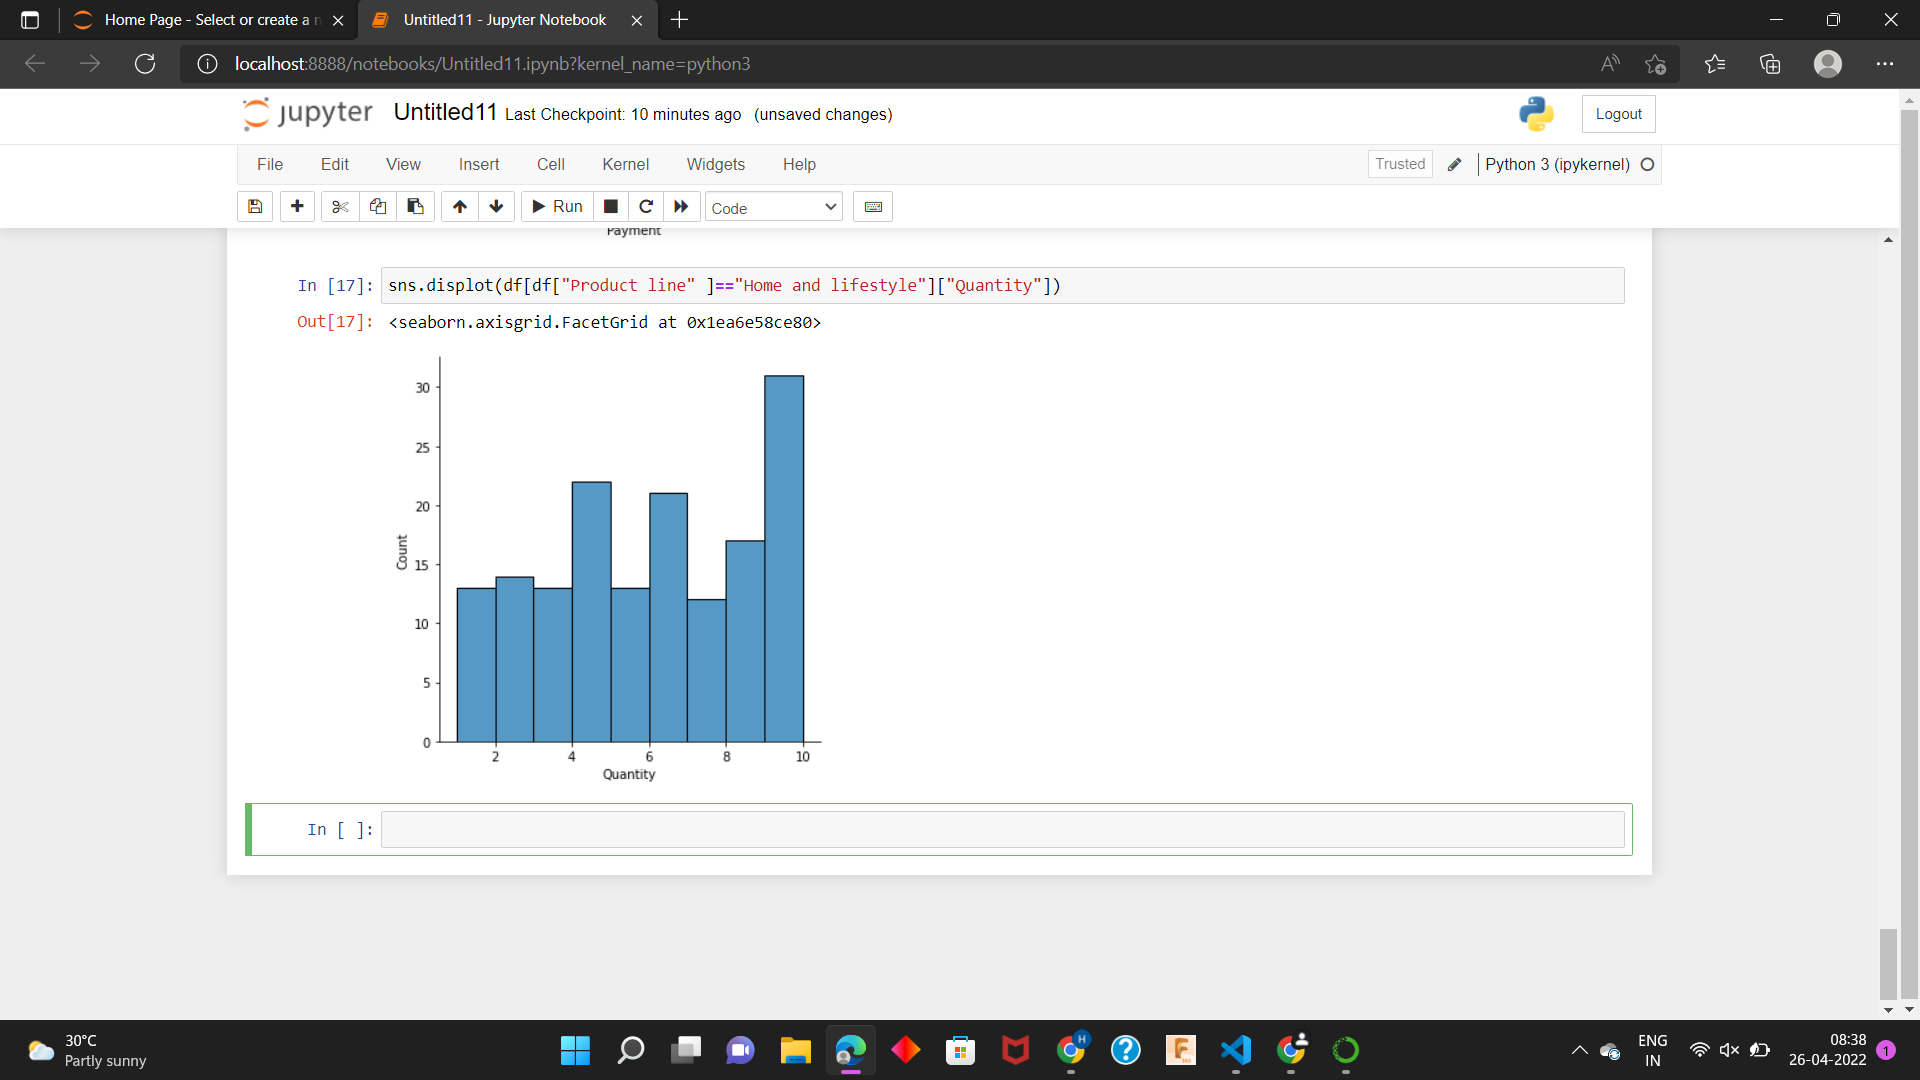 Home Page - Select or create a n
Untitled11 - Jupyter Notebook
localhost:8888/notebooks/Untitled11.ipynb?kernel_name=python3
jupyter Untitled11 Last Checkpoint: 10 minutes ago (unsaved changes)
Logout
File Edit View Insert Cell Kernel Widgets Help
Trusted
Python 3 (ipykernel)
Run
Code
Payment
In [17]: sns.displot(df[df["Product line" ]=="Home and lifestyle"]["Quantity"])
Out[17]: <seaborn.axisgrid.FacetGrid at 0x1ea6e58ce80>
30
25
20
Count
15
10
5
0
2 4 6 8 10
Quantity
In [ ]:
30°C
Partly sunny
H
F
ENG
IN
08:38
26-04-2022
1